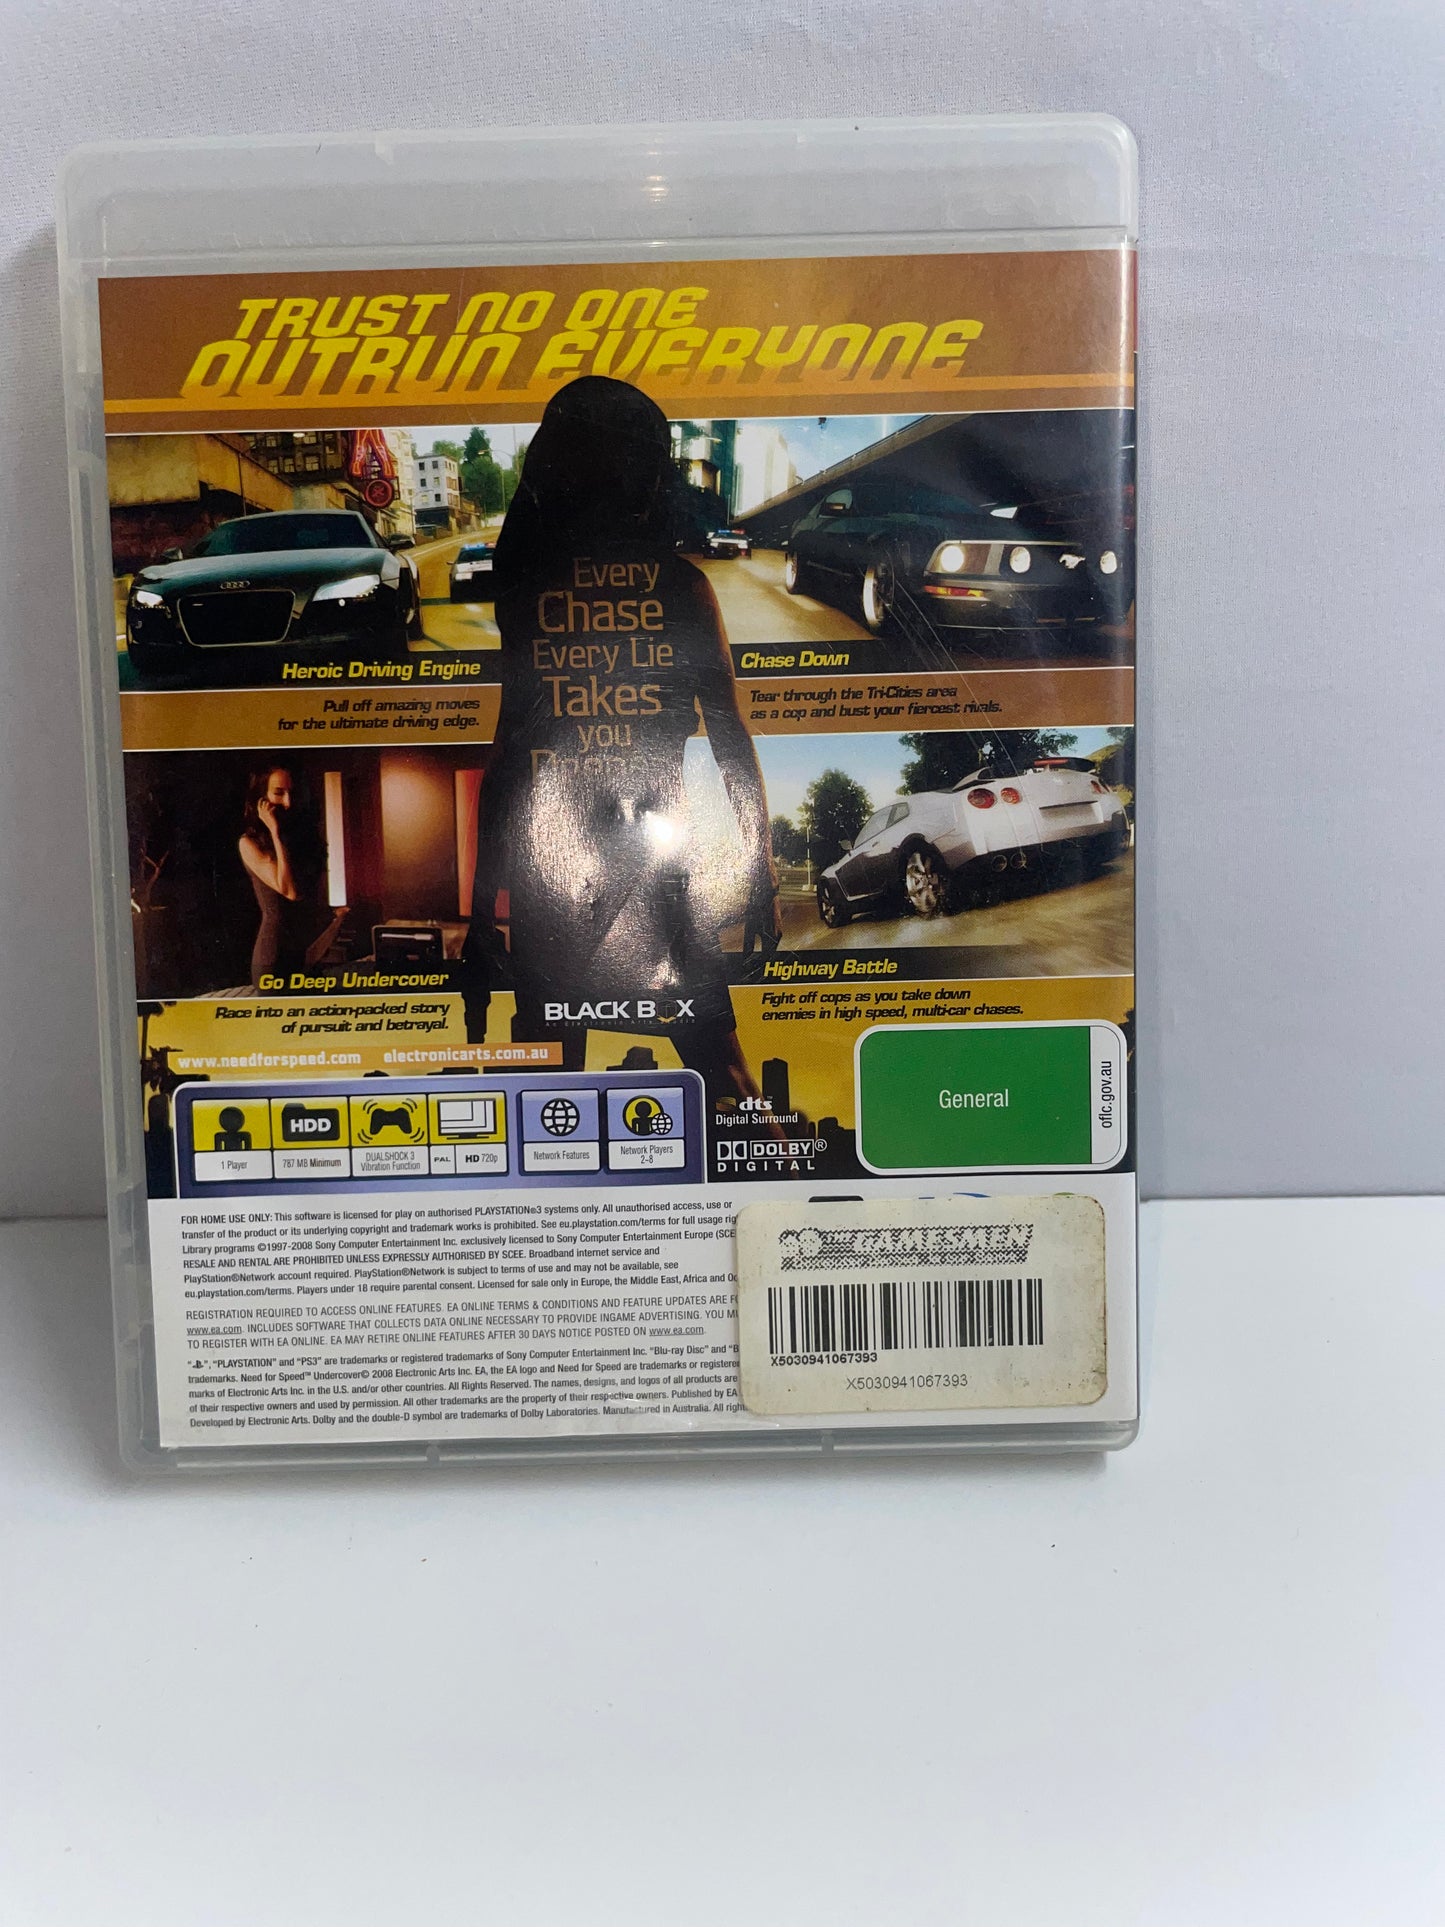 TRUST NO ONE
OUTRUN EVERYONE
Every
Chase
Every Lie
Takes
you
Heroic Driving Engine
Pull off amazing moves
for the ultimate driving edge.
Chase Down
Tear through the Tri-Cities area
as a cop and bust your fiercest rivals.
Go Deep Undercover
Race into an action-packed story
of pursuit and betrayal.
Highway Battle
Fight off cops as you take down
enemies in high speed, multi-car chases.
BLACK BOX
An Electronic Arts Studio
www.needforspeed.com electronicarts.com.au
1 Player
HDD
787 MB Minimum
DUALSHOCK 3
Vibration Function
PAL
HD 720p
Network Features
Network Players
2-8
dts
Digital Surround
DOLBY®
DIGITAL
General
oflc.gov.au
FOR HOME USE ONLY: This software is licensed for play on authorised PLAYSTATION®3 systems only. All unauthorised access, use or
transfer of the product or its underlying copyright and trademark works is prohibited. See eu.playstation.com/terms for full usage
Library programs ©1997-2008 Sony Computer Entertainment Inc. exclusively licensed to Sony Computer Entertainment Europe (SCE
RESALE AND RENTAL ARE PROHIBITED UNLESS EXPRESSLY AUTHORISED BY SCEE. Broadband internet service and
PlayStation®Network account required. PlayStation®Network is subject to terms of use and may not be available, see
eu.playstation.com/terms. Players under 18 require parental consent. Licensed for sale only in Europe, the Middle East, Africa and
REGISTRATION REQUIRED TO ACCESS ONLINE FEATURES. EA ONLINE TERMS & CONDITIONS AND FEATURE UPDATES ARE
www.ea.com. INCLUDES SOFTWARE THAT COLLECTS DATA ONLINE NECESSARY TO PROVIDE INGAME ADVERTISING. YOU
TO REGISTER WITH EA ONLINE. EA MAY RETIRE ONLINE FEATURES AFTER 30 DAYS NOTICE POSTED ON www.ea.com.
"", "PLAYSTATION" and "PS3" are trademarks or registered trademarks of Sony Computer Entertainment Inc. "Blu-ray Disc" and
trademarks. Need for Speed™ Undercover© 2008 Electronic Arts Inc. EA, the EA logo and Need for Speed are trademarks or
marks of Electronic Arts Inc. in the U.S. and/or other countries. All Rights Reserved. The names, designs, and logos of all products are
of their respective owners and used by permission. All other trademarks are the property of their respective owners. Published by EA
Developed by Electronic Arts. Dolby and the double-D symbol are trademarks of Dolby Laboratories. Manufactured in Australia. All
THE GAMESMEN
X5030941067393
X5030941067393